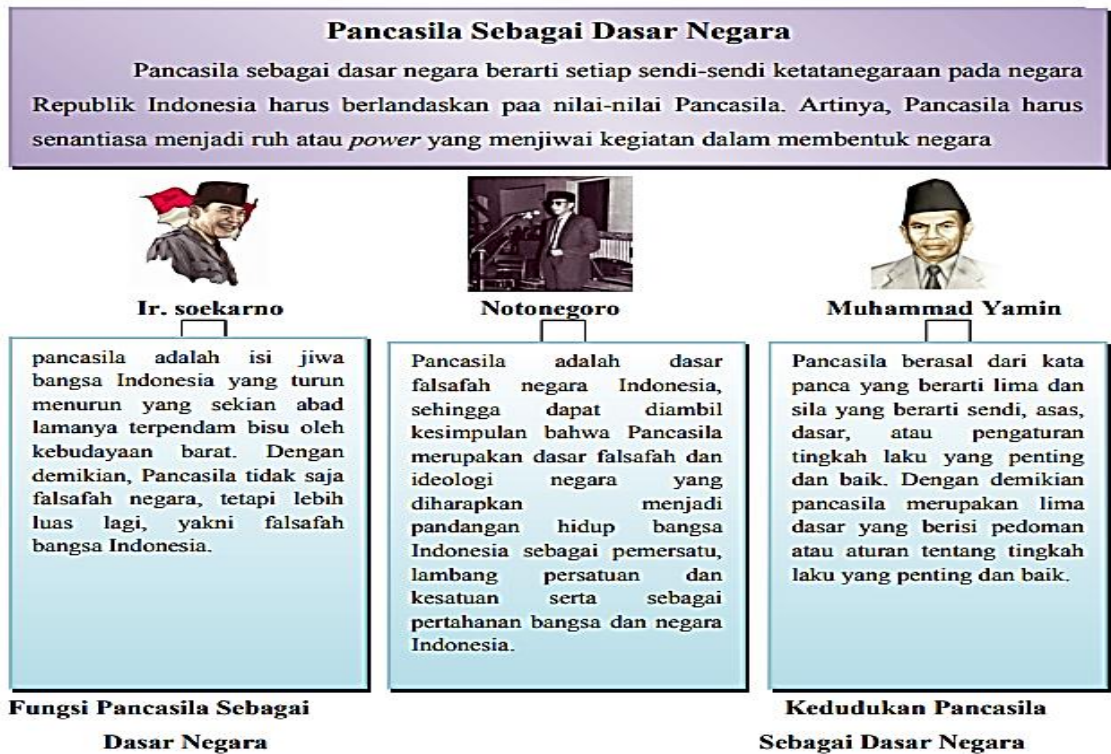 Pancasila Sebagai Dasar Negara
Pancasila sebagai dasar negara berarti setiap sendi-sendi ketatanegaraan pada negara
Republik Indonesia harus berlandaskan paa nilai-nilai Pancasila. Artinya, Pancasila harus
senantiasa menjadi ruh atau power yang menjiwai kegiatan dalam membentuk negara
Ir. soekarno
pancasila adalah isi jiwa
bangsa Indonesia yang turun
menurun yang sekian abad
lamanya terpendam bisu oleh
kebudayaan barat. Dengan
demikian, Pancasila tidak saja
falsafah negara, tetapi lebih
luas lagi, yakni falsafah
bangsa Indonesia.
Notonegoro
Pancasila adalah dasar
falsafah negara Indonesia,
sehingga dapat diambil
kesimpulan bahwa Pancasila
merupakan dasar falsafah dan
ideologi negara yang
diharapkan menjadi
pandangan hidup bangsa
Indonesia sebagai pemersatu,
lambang persatuan dan
kesatuan serta sebagai
pertahanan bangsa dan negara
Indonesia.
Muhammad Yamin
Pancasila berasal dari kata
panca yang berarti lima dan
sila yang berarti sendi, asas,
dasar, atau pengaturan
tingkah laku yang penting
dan baik. Dengan demikian
pancasila merupakan lima
dasar yang berisi pedoman
atau aturan tentang tingkah
laku yang penting dan baik.
Fungsi Pancasila Sebagai
Dasar Negara
Kedudukan Pancasila
Sebagai Dasar Negara